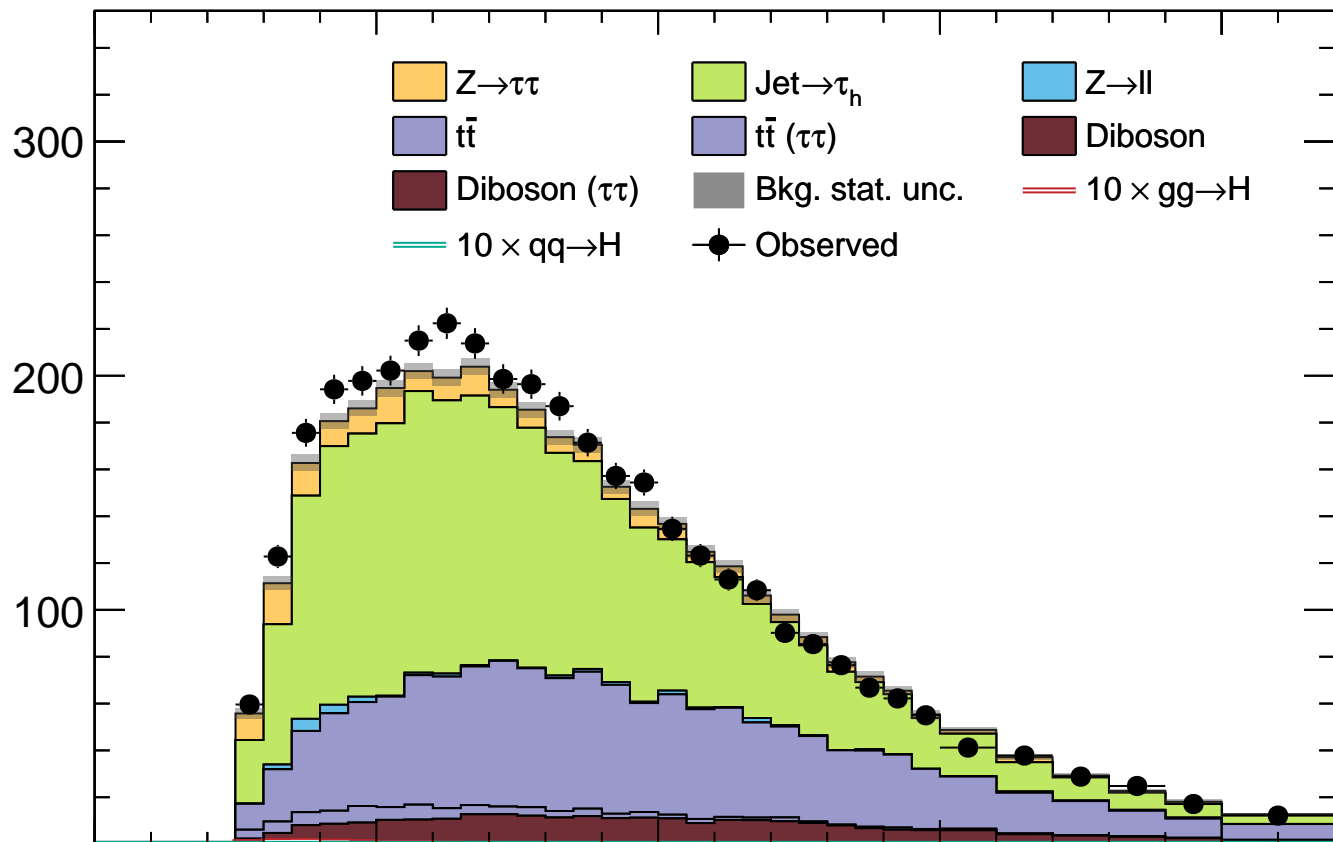 Z→ττ Jet→τₕ Z→ll
tt̄ tt̄ (ττ) Diboson
Diboson (ττ) Bkg. stat. unc. 10 × gg→H
10 × qq→H Observed
300
200
100